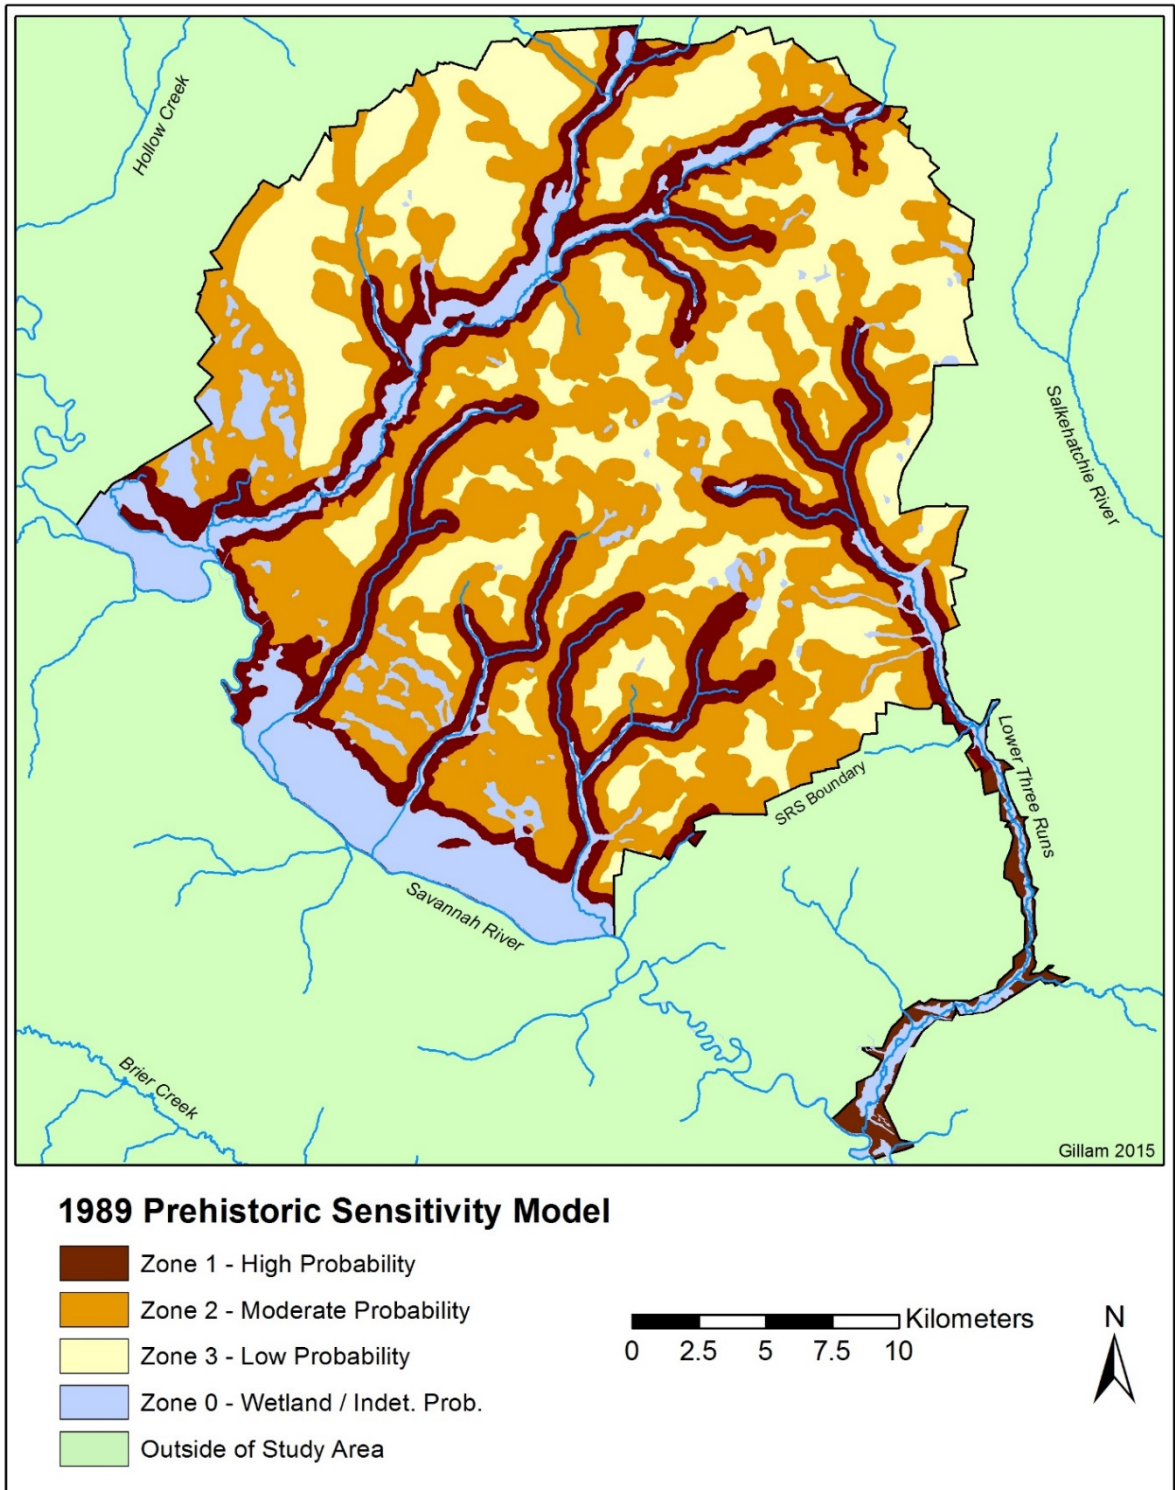 Hollow Creek
Salkehatchie River
SRS Boundary
Lower Three Runs
Savannah River
Brier Creek
Gillam 2015
1989 Prehistoric Sensitivity Model
Zone 1 - High Probability
Zone 2 - Moderate Probability
Zone 3 - Low Probability
Zone 0 - Wetland / Indet. Prob.
Outside of Study Area
Kilometers
0 2.5 5 7.5 10
N